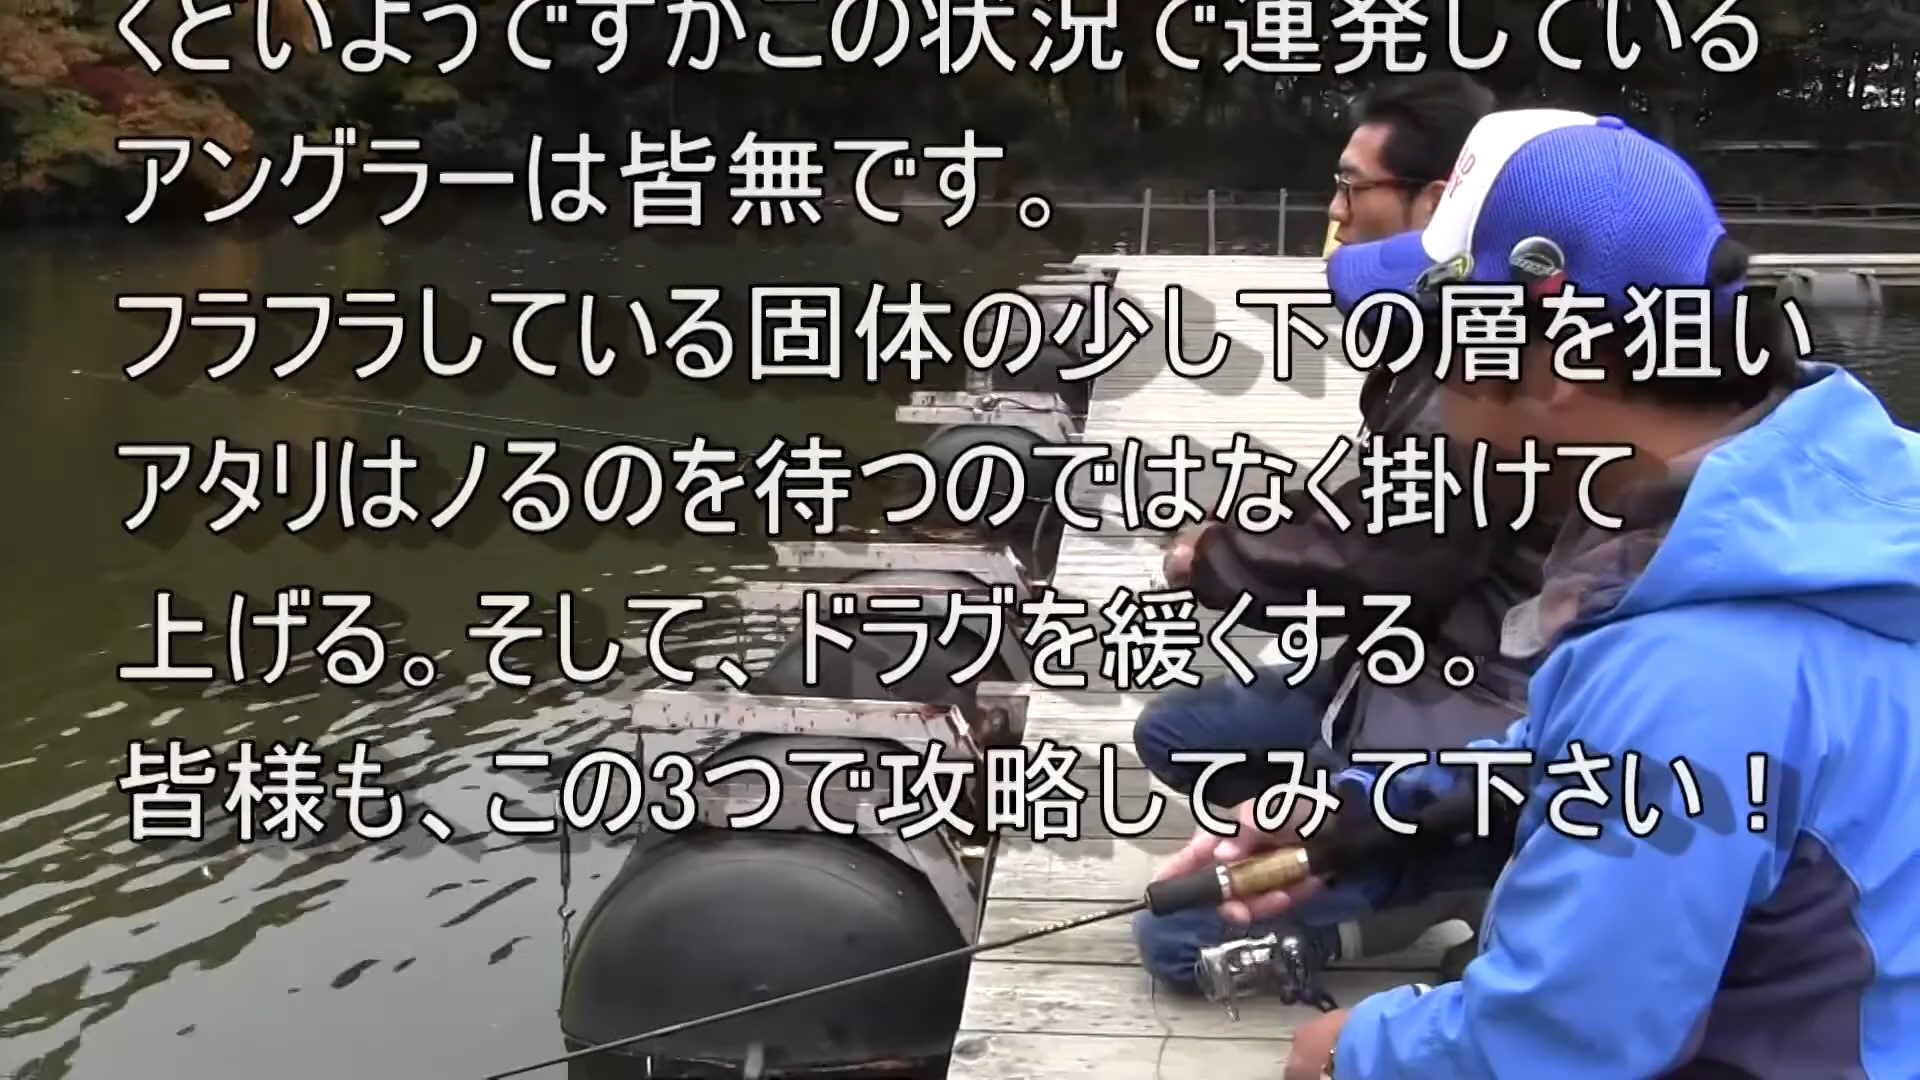 くどいようですがこの状況で連発している
アングラーは皆無です。
フラフラしている固体の少し下の層を狙い
アタリはノるのを待つのではなく掛けて
上げる。そして、ドラグを緩くする。
皆様も、この3つで攻略してみて下さい！